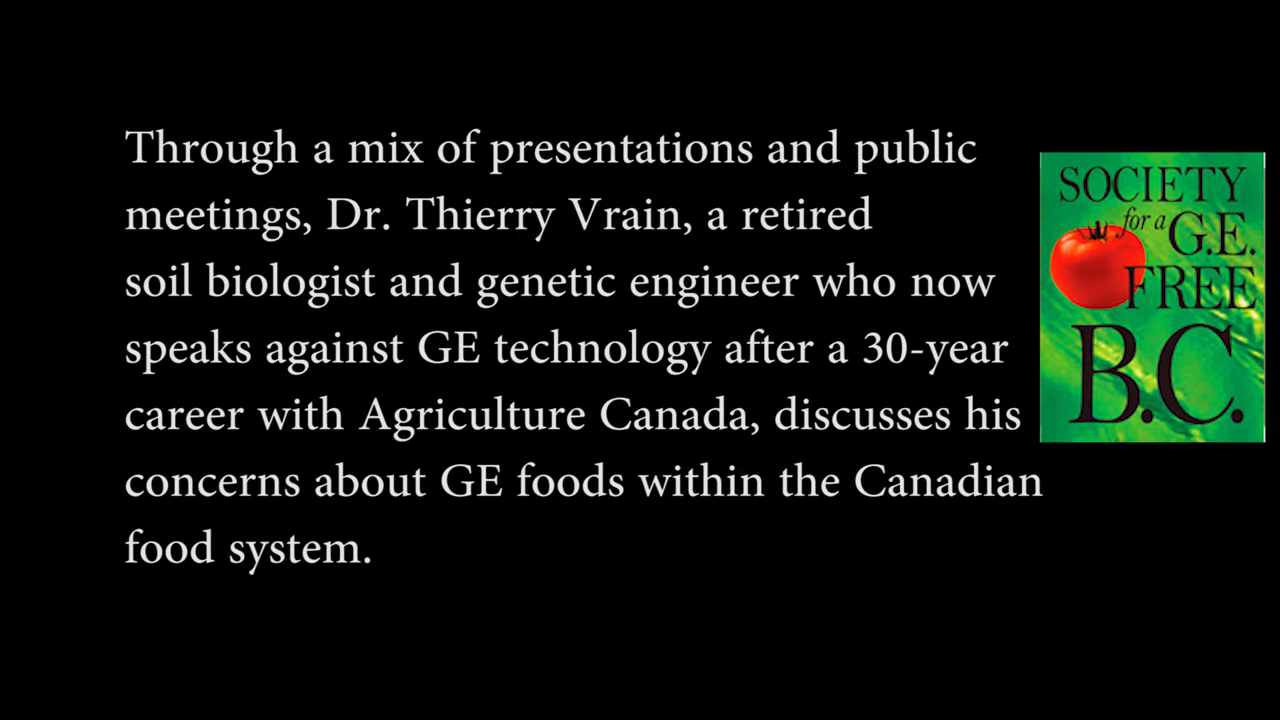 Through a mix of presentations and public
meetings, Dr. Thierry Vrain, a retired
soil biologist and genetic engineer who now
speaks against GE technology after a 30-year
career with Agriculture Canada, discusses his
concerns about GE foods within the Canadian
food system.
SOCIETY
for a G.E.
FREE
B.C.